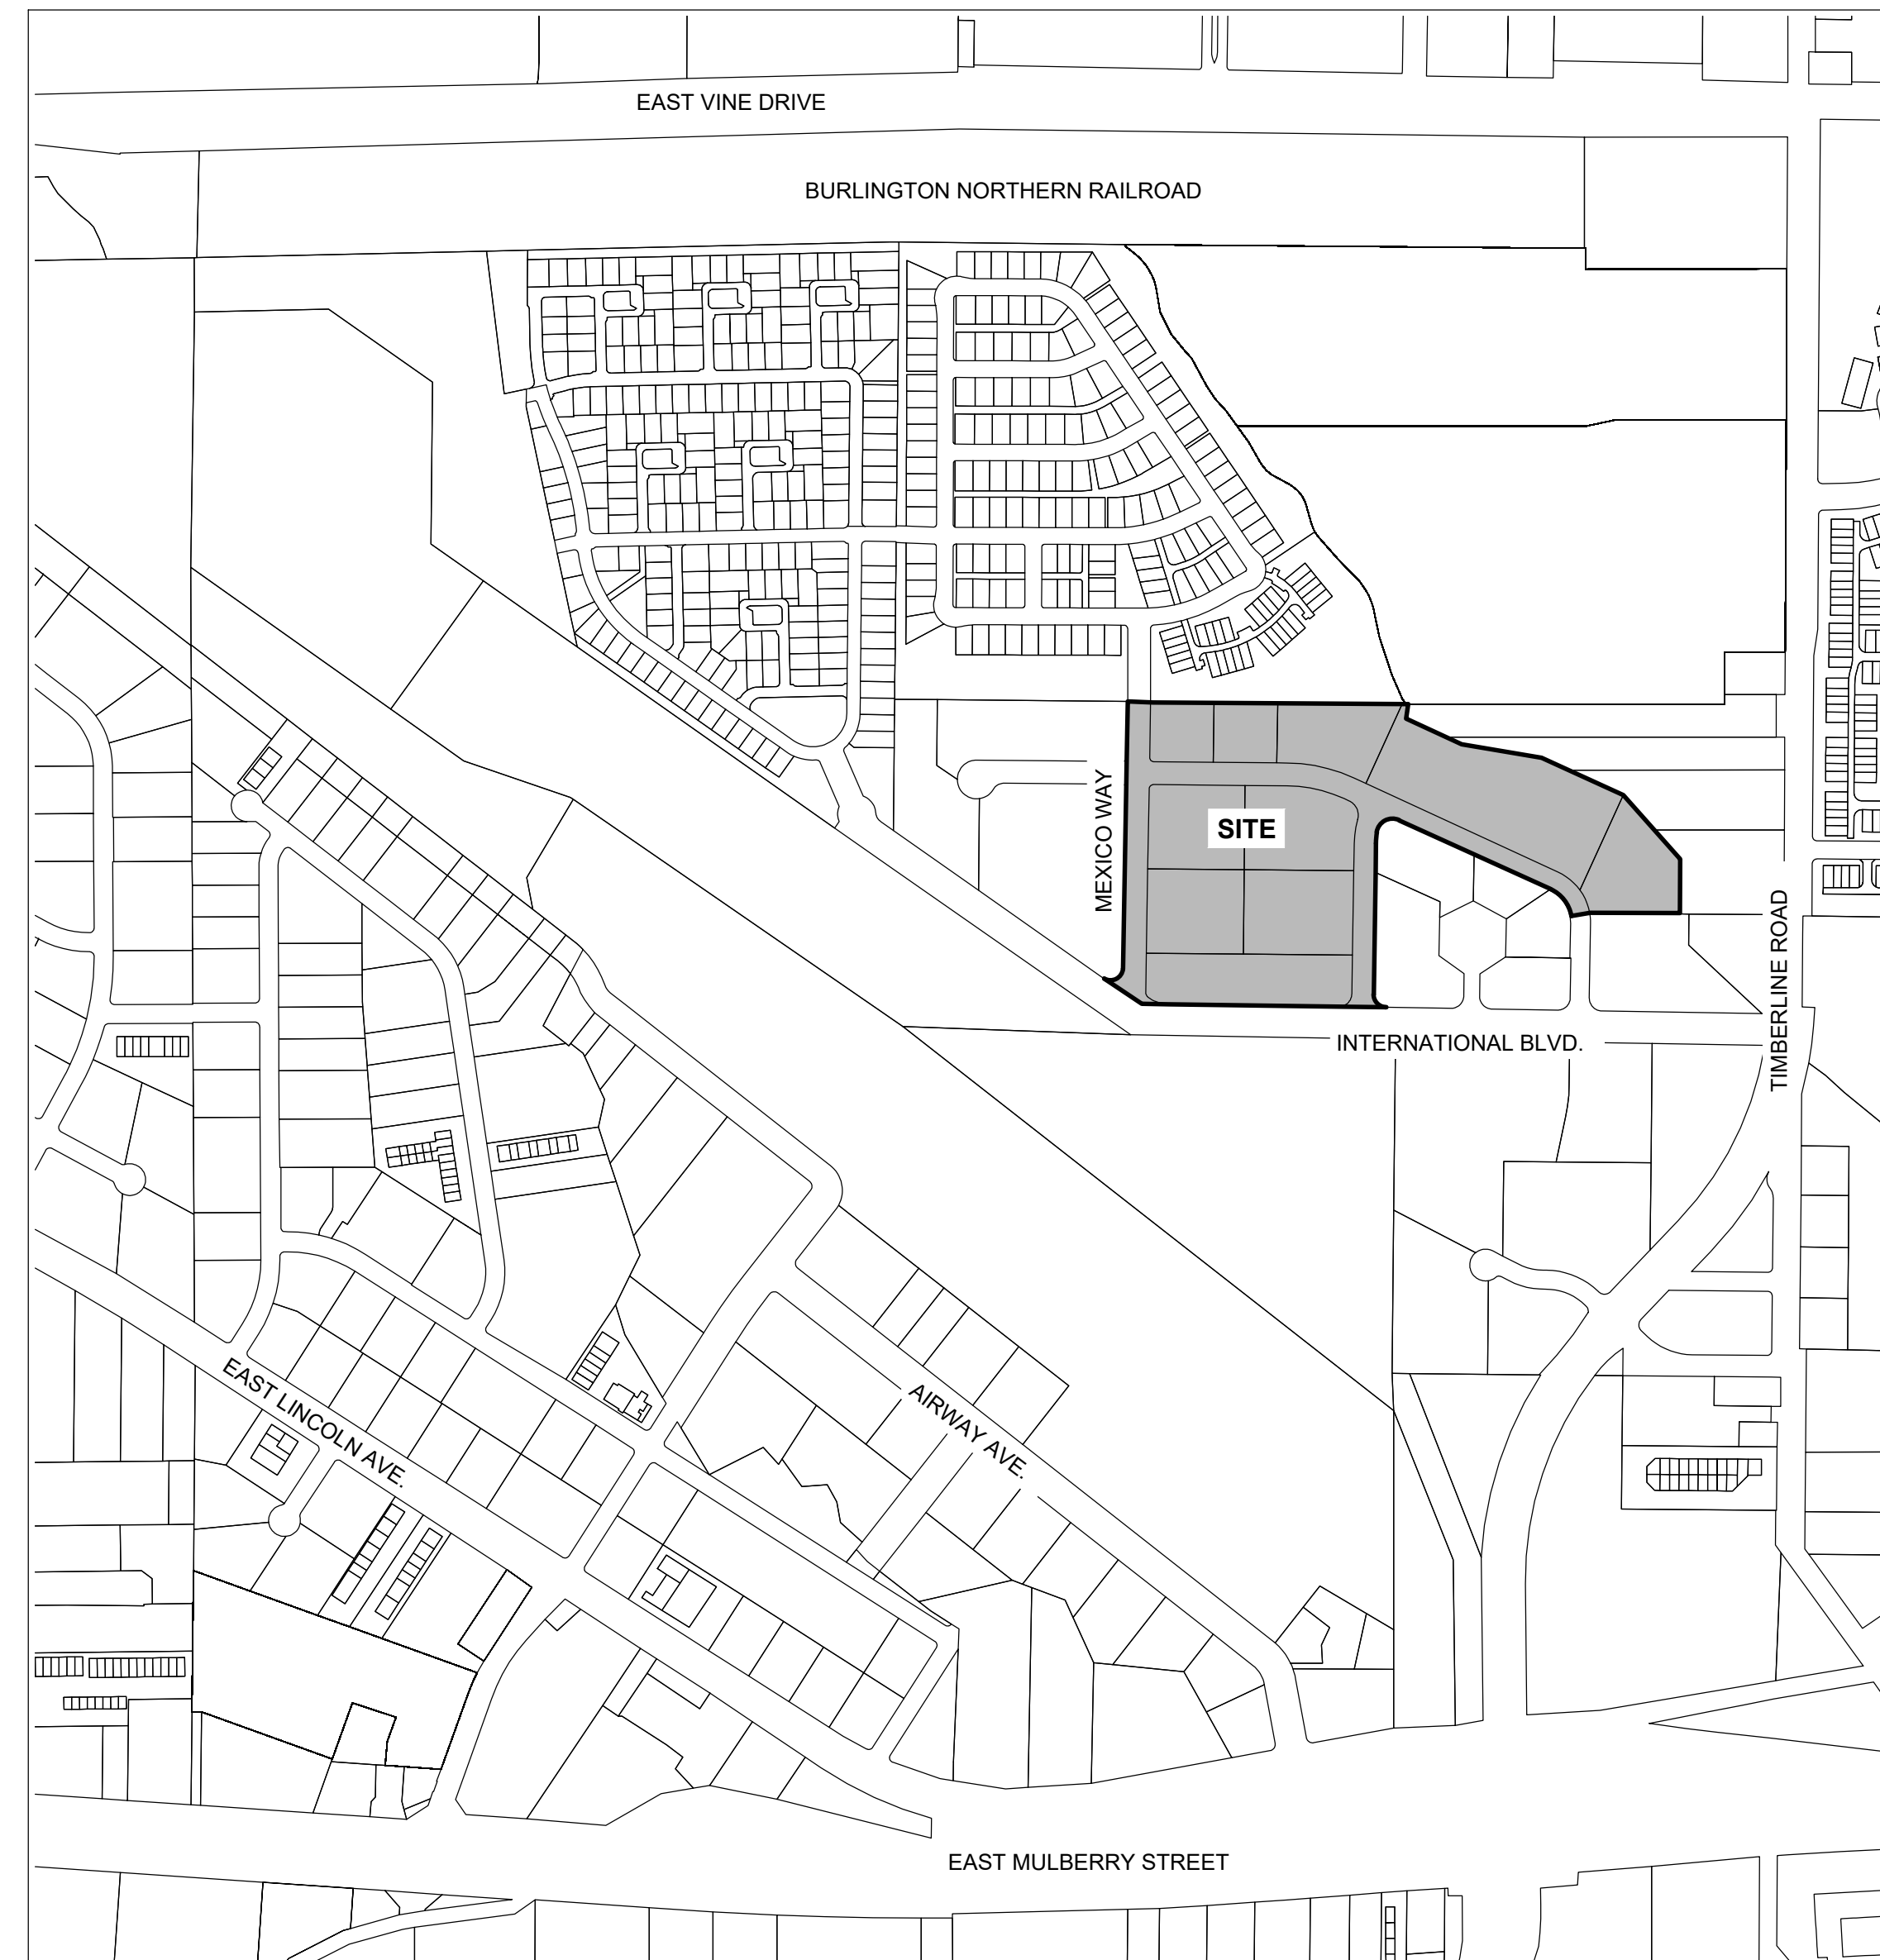 EAST VINE DRIVE
BURLINGTON NORTHERN RAILROAD
MEXICO WAY
SITE
TIMBERLINE ROAD
INTERNATIONAL BLVD.
EAST LINCOLN AVE.
AIRWAY AVE.
EAST MULBERRY STREET